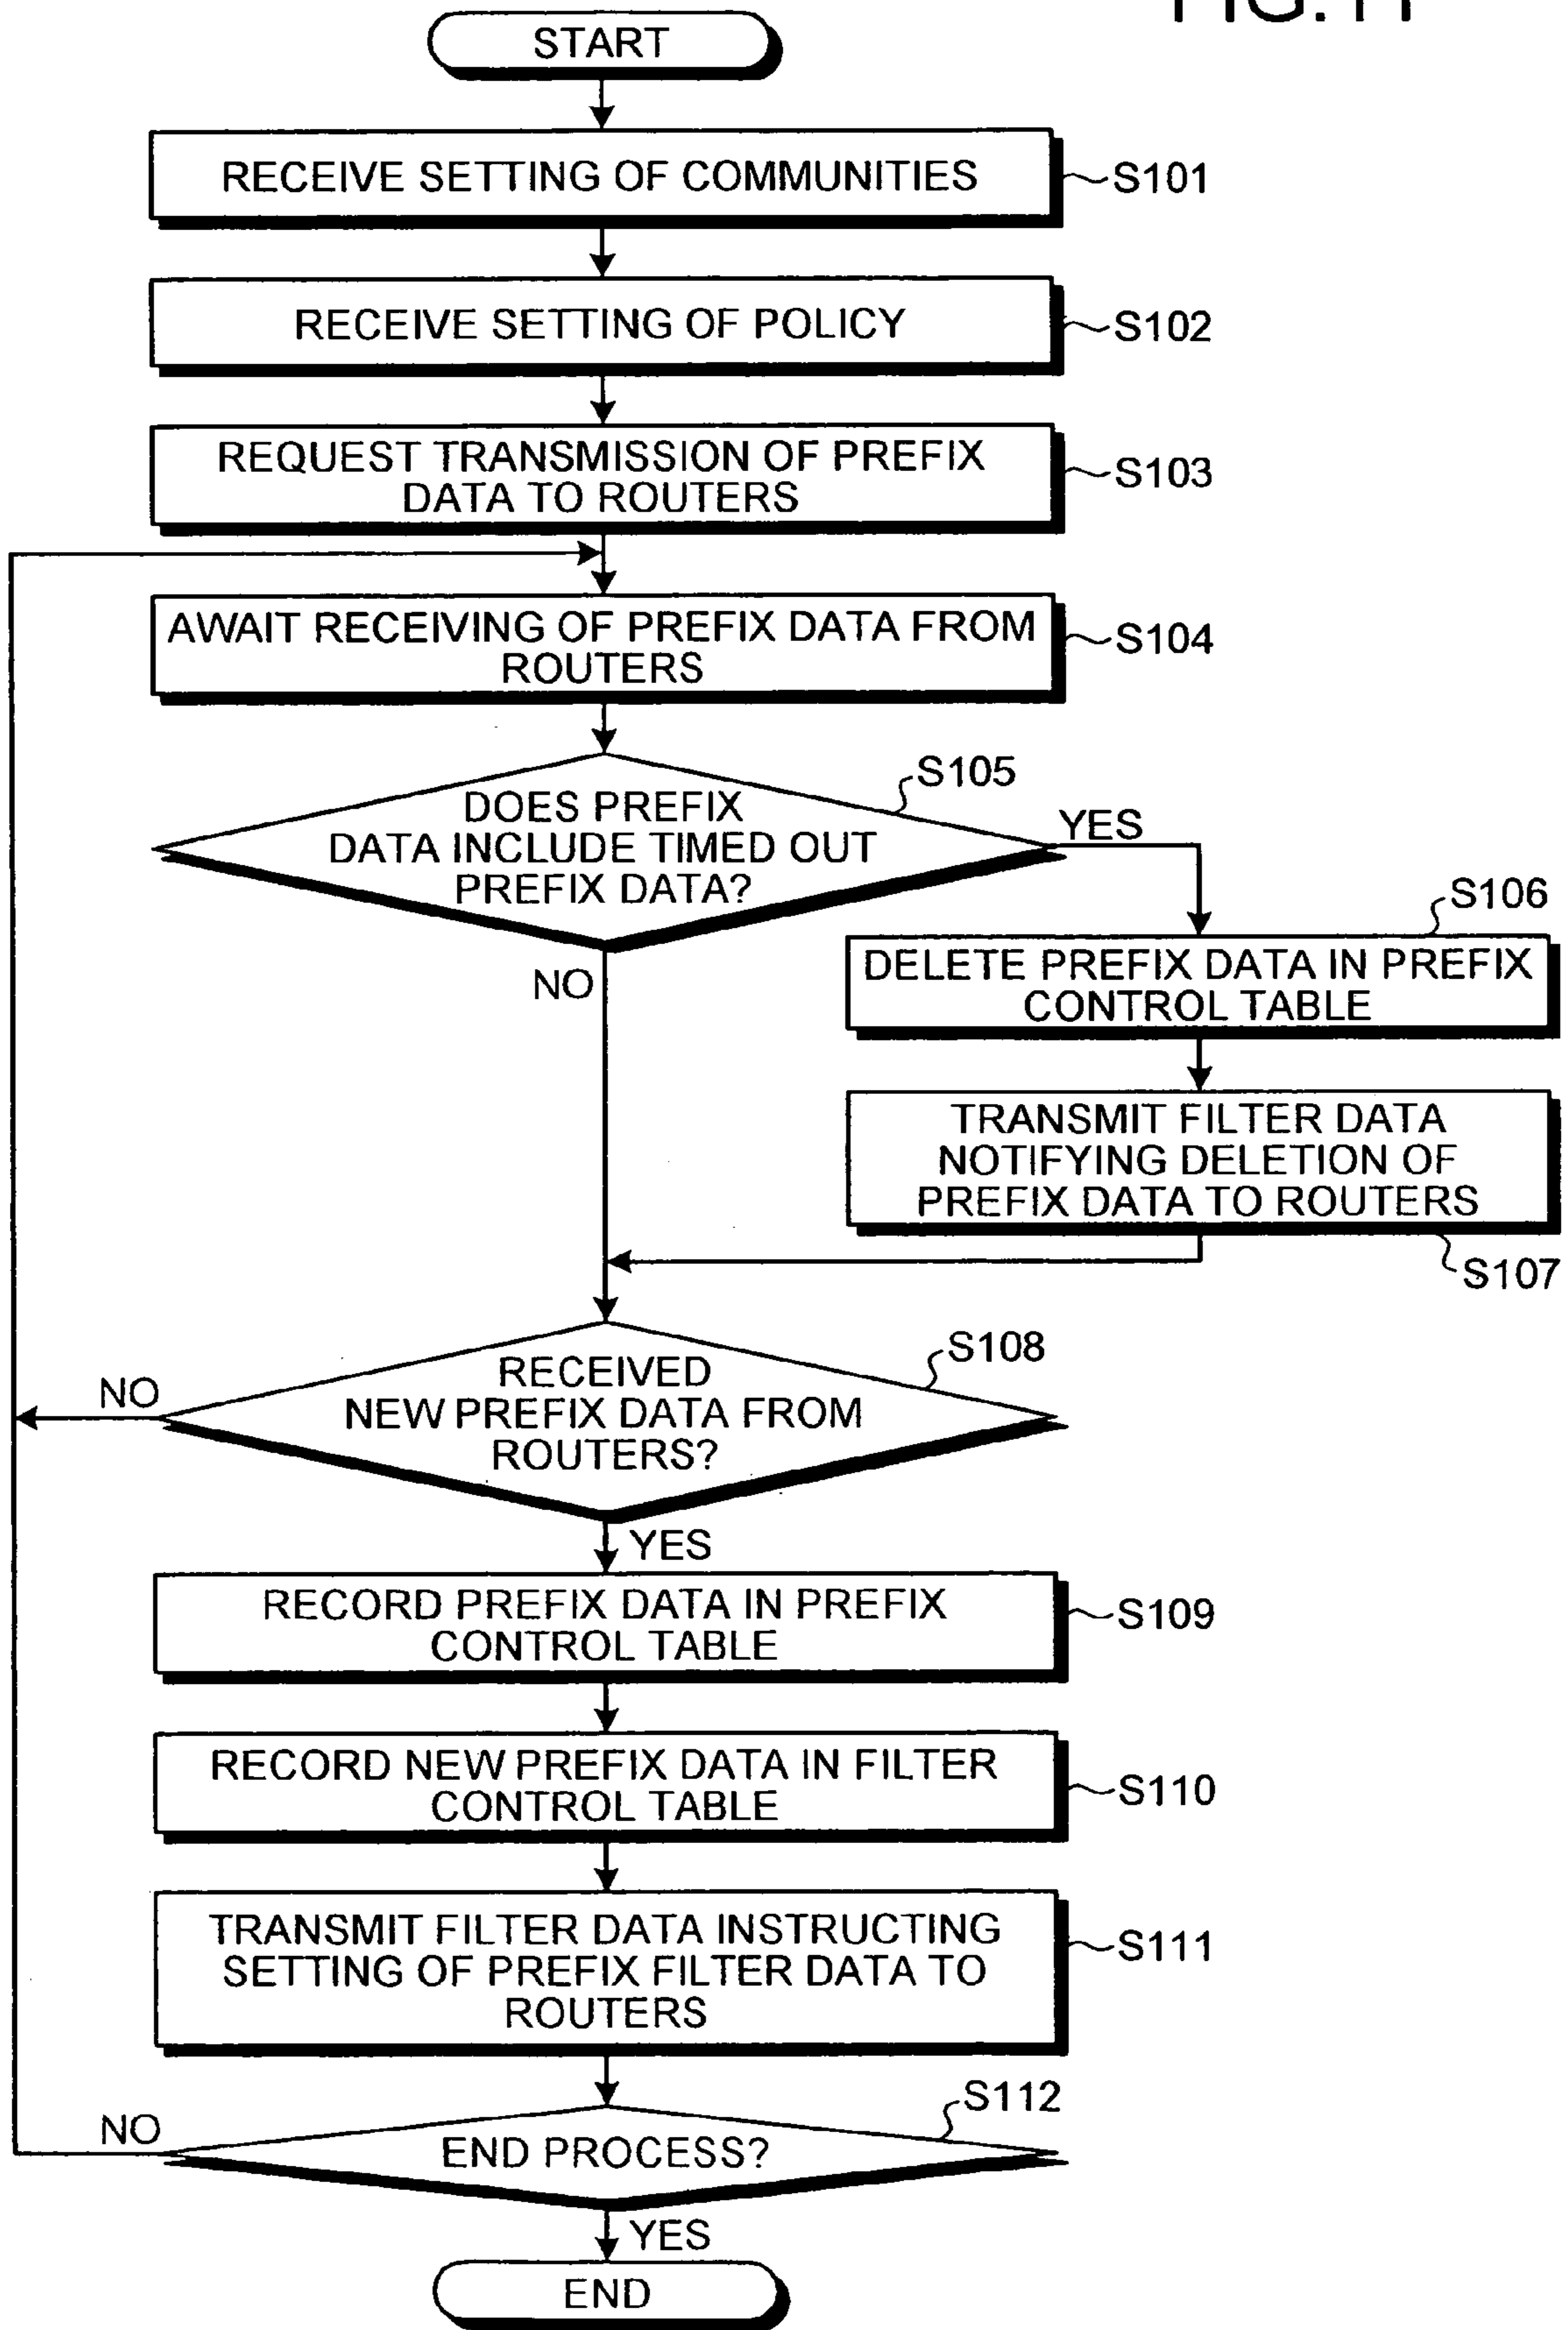 FIG. 11
START
RECEIVE SETTING OF COMMUNITIES
S101
RECEIVE SETTING OF POLICY
S102
REQUEST TRANSMISSION OF PREFIX
DATA TO ROUTERS
S103
AWAIT RECEIVING OF PREFIX DATA FROM
ROUTERS
S104
S105
DOES PREFIX
DATA INCLUDE TIMED OUT
PREFIX DATA?
YES
NO
S106
DELETE PREFIX DATA IN PREFIX
CONTROL TABLE
TRANSMIT FILTER DATA
NOTIFYING DELETION OF
PREFIX DATA TO ROUTERS
S107
S108
RECEIVED
NEW PREFIX DATA FROM
ROUTERS?
NO
YES
RECORD PREFIX DATA IN PREFIX
CONTROL TABLE
S109
RECORD NEW PREFIX DATA IN FILTER
CONTROL TABLE
S110
TRANSMIT FILTER DATA INSTRUCTING
SETTING OF PREFIX FILTER DATA TO
ROUTERS
S111
S112
NO
END PROCESS?
YES
END